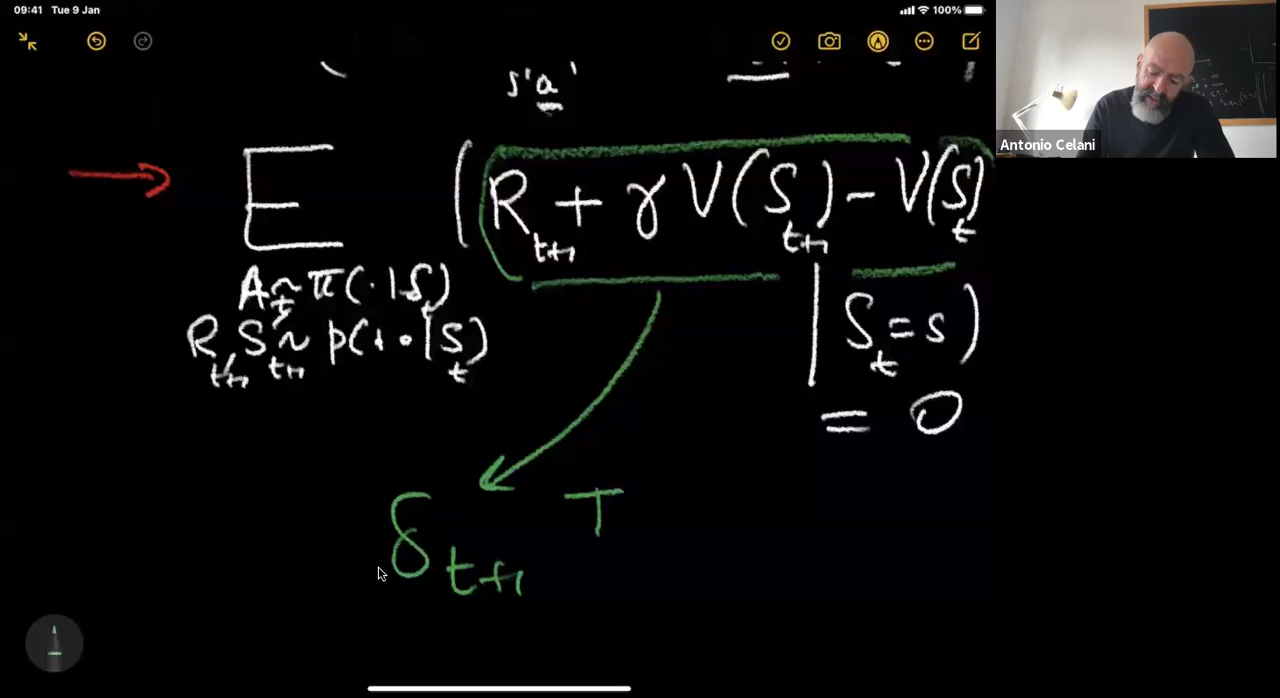 09:41 Tue 9 Jan
100%
Antonio Celani
s'a'
E ( R_{t+1} + γ V(S_{t+1}) - V(S_t)
A_t ~ π(·|S_t)
| S_t = s )
R_{t+1} S_{t+1} ~ p(··|S_t)
= 0
δ_{t+1} T